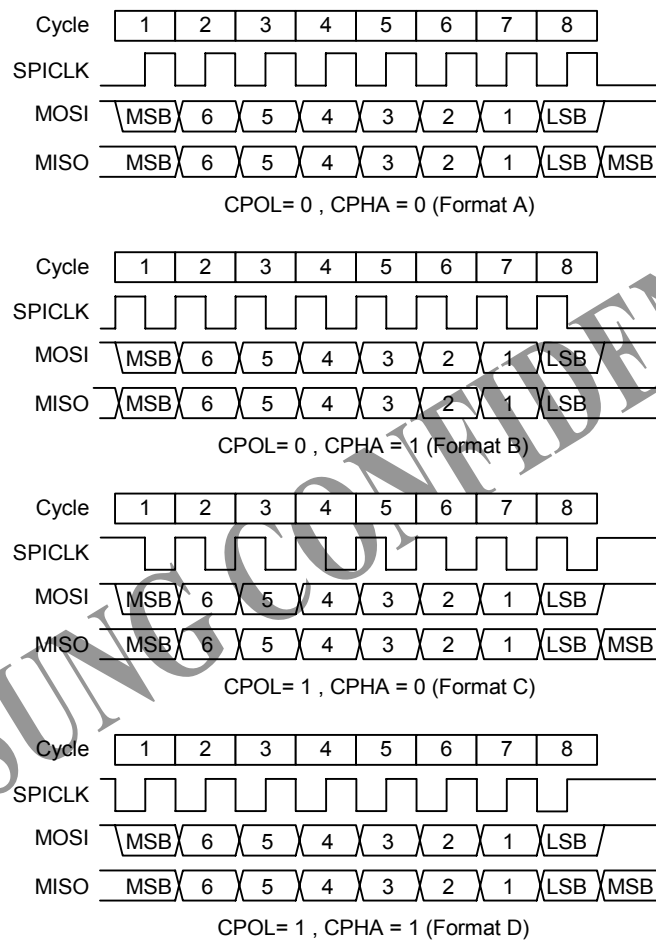 Cycle 1 2 3 4 5 6 7 8
SPICLK
MOSI MSB 6 5 4 3 2 1 LSB
MISO MSB 6 5 4 3 2 1 LSB MSB
CPOL= 0 , CPHA = 0 (Format A)
Cycle 1 2 3 4 5 6 7 8
SPICLK
MOSI MSB 6 5 4 3 2 1 LSB
MISO MSB 6 5 4 3 2 1 LSB
CPOL= 0 , CPHA = 1 (Format B)
Cycle 1 2 3 4 5 6 7 8
SPICLK
MOSI MSB 6 5 4 3 2 1 LSB
MISO MSB 6 5 4 3 2 1 LSB MSB
CPOL= 1 , CPHA = 0 (Format C)
Cycle 1 2 3 4 5 6 7 8
SPICLK
MOSI MSB 6 5 4 3 2 1 LSB
MISO MSB 6 5 4 3 2 1 LSB MSB
CPOL= 1 , CPHA = 1 (Format D)